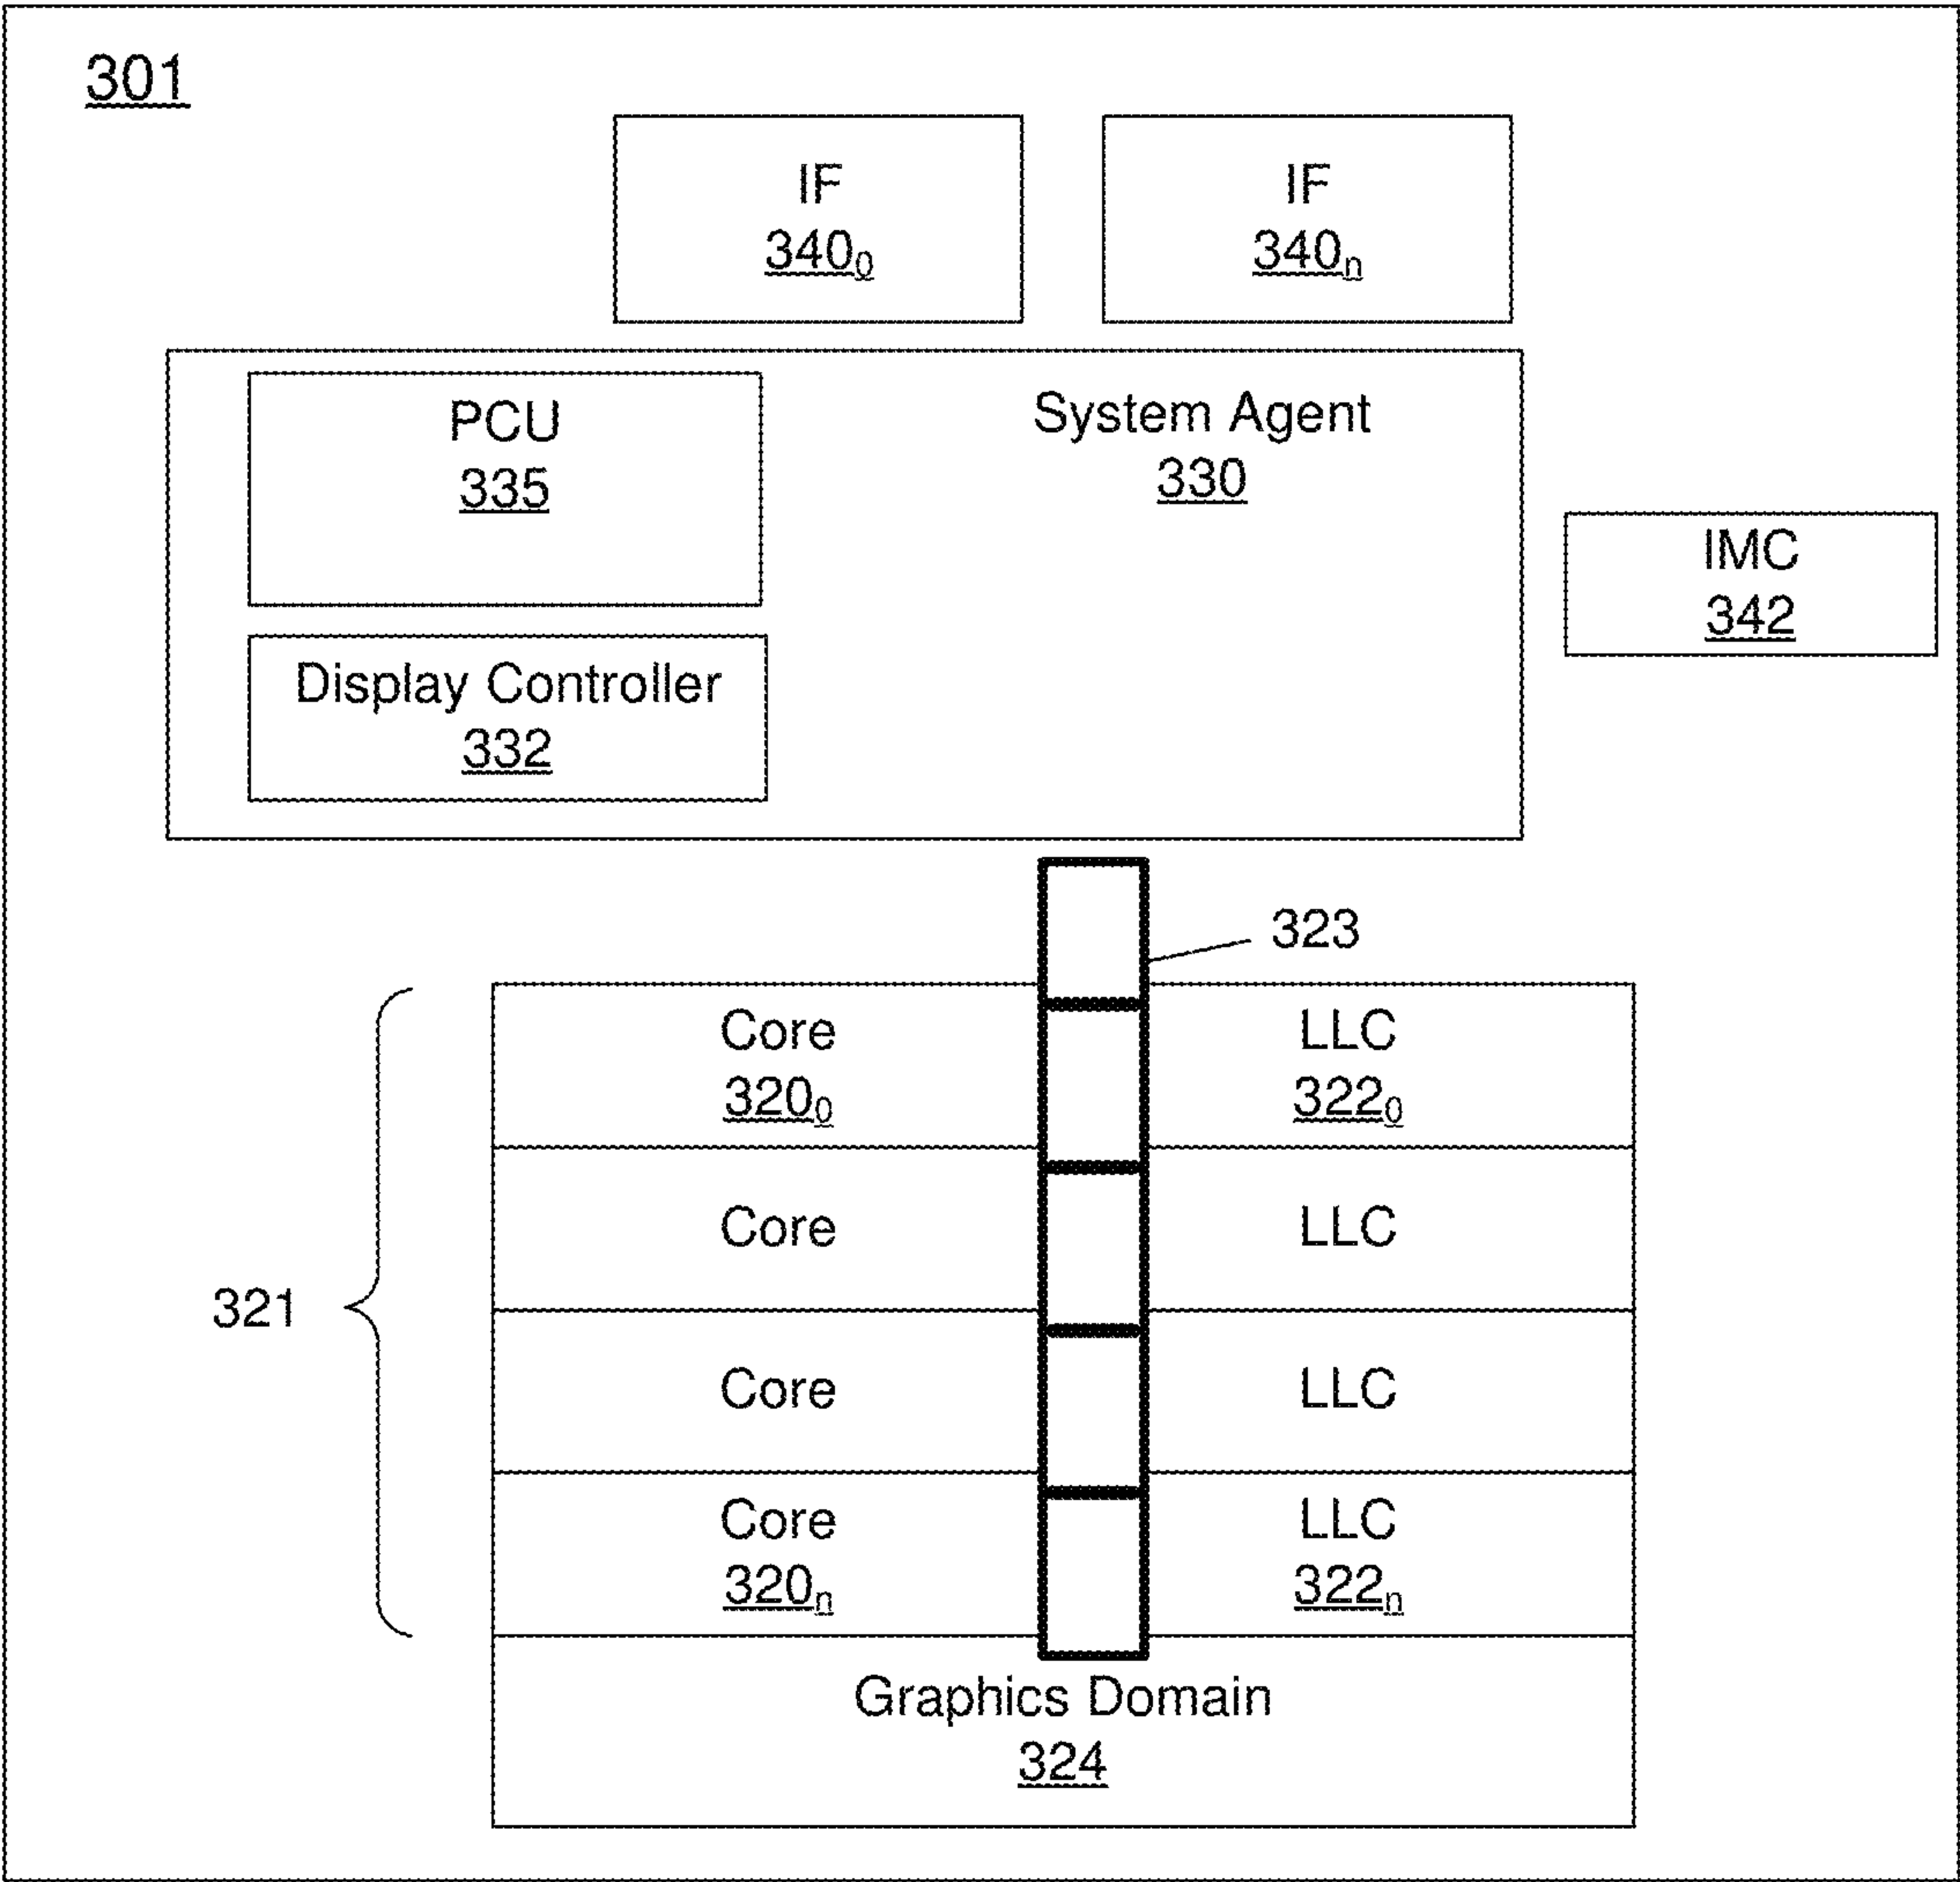 301
IF
340₀
IF
340ₙ
PCU
335
System Agent
330
Display Controller
332
IMC
342
323
321
Core
320₀
LLC
322₀
Core
LLC
Core
LLC
Core
320ₙ
LLC
322ₙ
Graphics Domain
324